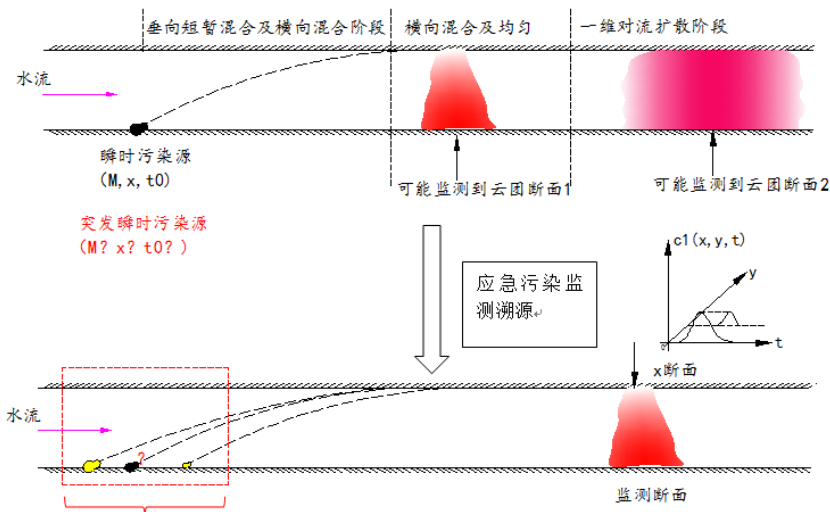 垂向短暂混合及横向混合阶段
横向混合及均匀
一维对流扩散阶段
水流
瞬时污染源
(M,x,t0)
可能监测到云团断面1
可能监测到云团断面2
突发瞬时污染源
(M? x? t0?)
应急污染监
测溯源
c1(x,y,t)
y
t
x断面
水流
?
监测断面